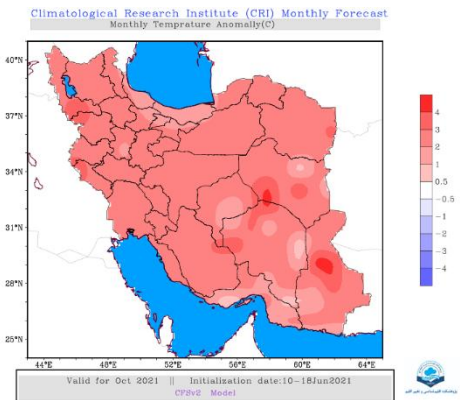 Climatological Research Institute (CRI) Monthly Forecast
Monthly Temprature Anomally(C)
40°N
37°N
34°N
31°N
28°N
25°N
44°E 48°E 52°E 56°E 60°E 64°E
4
3
2
1
0.5
-0.5
-1
-2
-3
-4
Valid for Oct 2021 || Initialization date:10-18Jun2021
CFSv2 Model